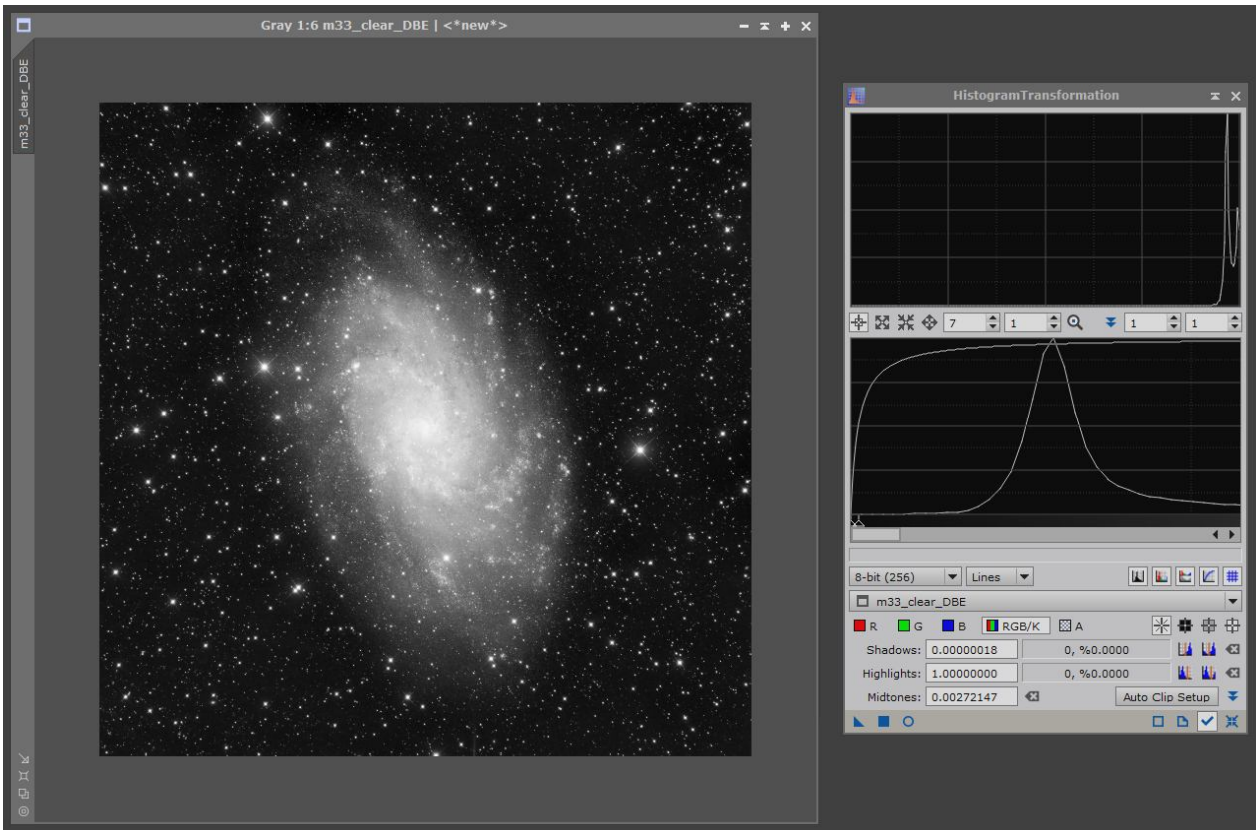 Gray 1:6 m33_clear_DBE | <*new*>
m33_clear_DBE
HistogramTransformation
7 1 1 1
8-bit (256) Lines
m33_clear_DBE
R G B RGB/K A
Shadows: 0.00000018 0, %0.0000
Highlights: 1.00000000 0, %0.0000
Midtones: 0.00272147 Auto Clip Setup